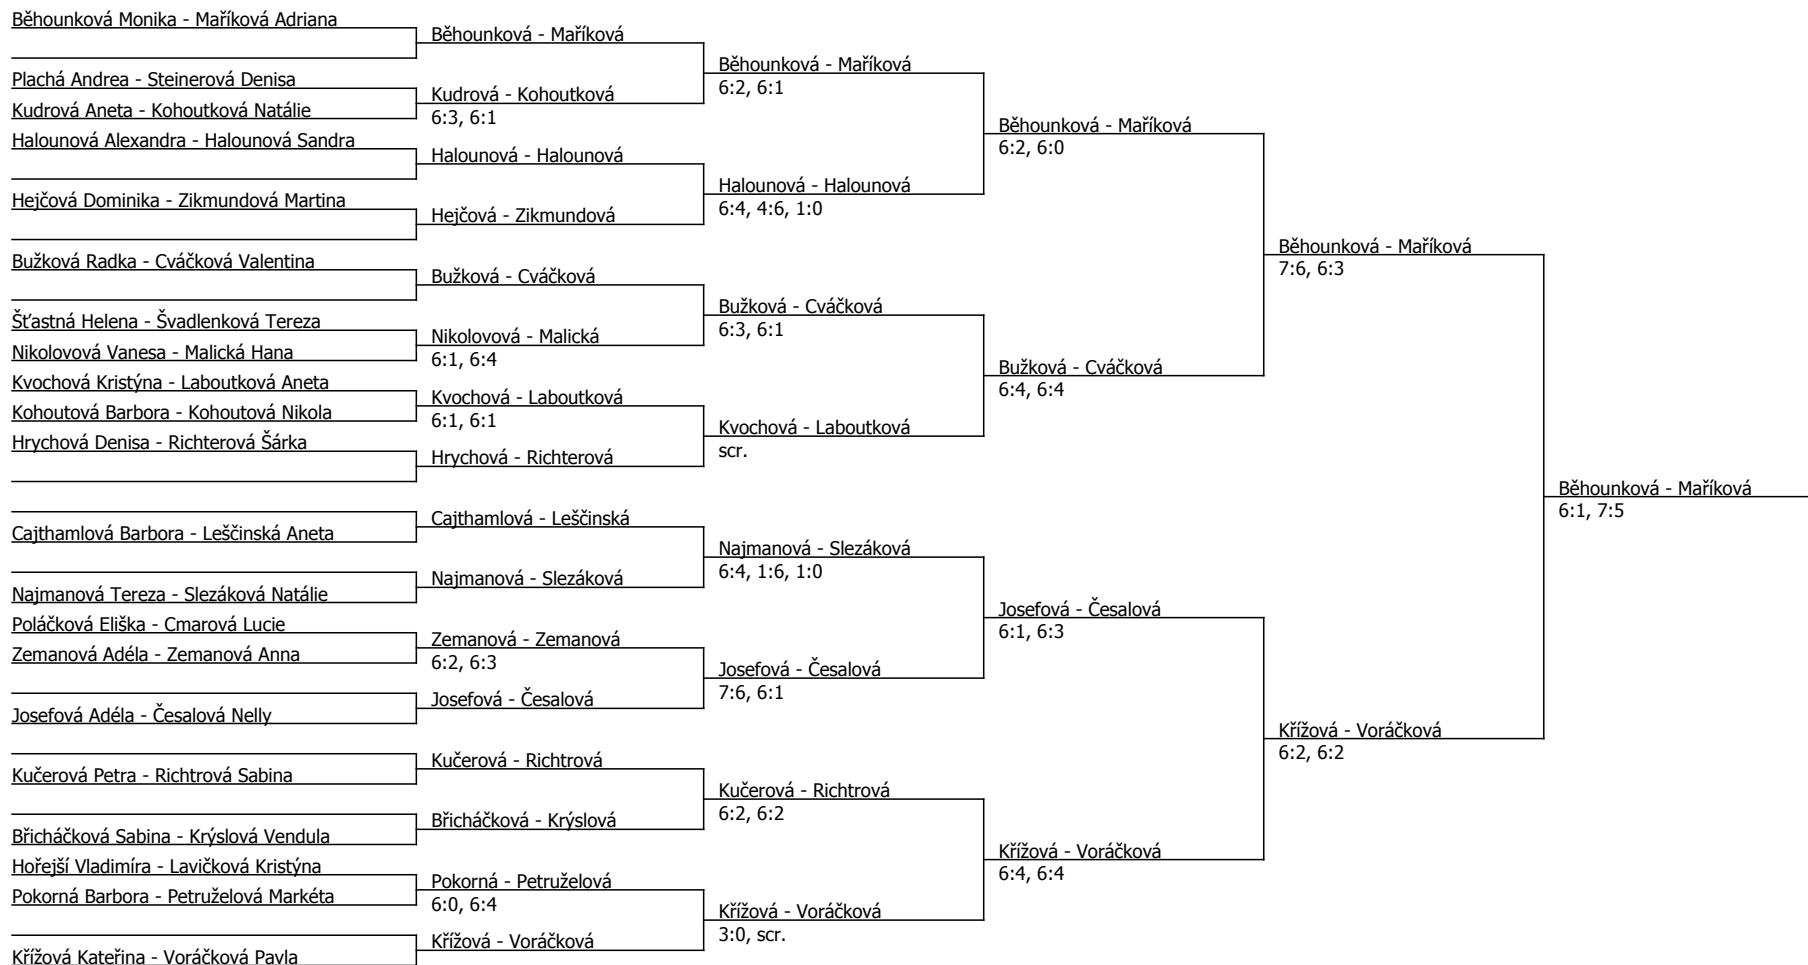 Běhounková Monika - Maříková Adriana
Plachá Andrea - Steinerová Denisa
Kudrová Aneta - Kohoutková Natálie
Halounová Alexandra - Halounová Sandra
Hejčová Dominika - Zikmundová Martina
Bužková Radka - Cváčková Valentina
Šťastná Helena - Švadlenková Tereza
Nikolovová Vanesa - Malická Hana
Kvochová Kristýna - Laboutková Aneta
Kohoutová Barbora - Kohoutová Nikola
Hrychová Denisa - Richterová Šárka
Cajthamlová Barbora - Leščinská Aneta
Najmanová Tereza - Slezáková Natálie
Poláčková Eliška - Cmarová Lucie
Zemanová Adéla - Zemanová Anna
Josefová Adéla - Česalová Nelly
Kučerová Petra - Richtrová Sabina
Břicháčková Sabina - Krýslová Vendula
Hořejší Vladimíra - Lavičková Kristýna
Pokorná Barbora - Petruželová Markéta
Křížová Kateřina - Voráčková Pavla
Běhounková - Maříková
Kudrová - Kohoutková
6:3, 6:1
Halounová - Halounová
Hejčová - Zikmundová
Bužková - Cváčková
Nikolovová - Malická
6:1, 6:4
Kvochová - Laboutková
6:1, 6:1
Hrychová - Richterová
Cajthamlová - Leščinská
Najmanová - Slezáková
Zemanová - Zemanová
6:2, 6:3
Josefová - Česalová
Kučerová - Richtrová
Břicháčková - Krýslová
Pokorná - Petruželová
6:0, 6:4
Křížová - Voráčková
Běhounková - Maříková
6:2, 6:1
Halounová - Halounová
6:4, 4:6, 1:0
Bužková - Cváčková
6:3, 6:1
Kvochová - Laboutková
scr.
Najmanová - Slezáková
6:4, 1:6, 1:0
Josefová - Česalová
7:6, 6:1
Kučerová - Richtrová
6:2, 6:2
Křížová - Voráčková
3:0, scr.
Běhounková - Maříková
6:2, 6:0
Bužková - Cváčková
6:4, 6:4
Josefová - Česalová
6:1, 6:3
Křížová - Voráčková
6:4, 6:4
Běhounková - Maříková
7:6, 6:3
Křížová - Voráčková
6:2, 6:2
Běhounková - Maříková
6:1, 7:5